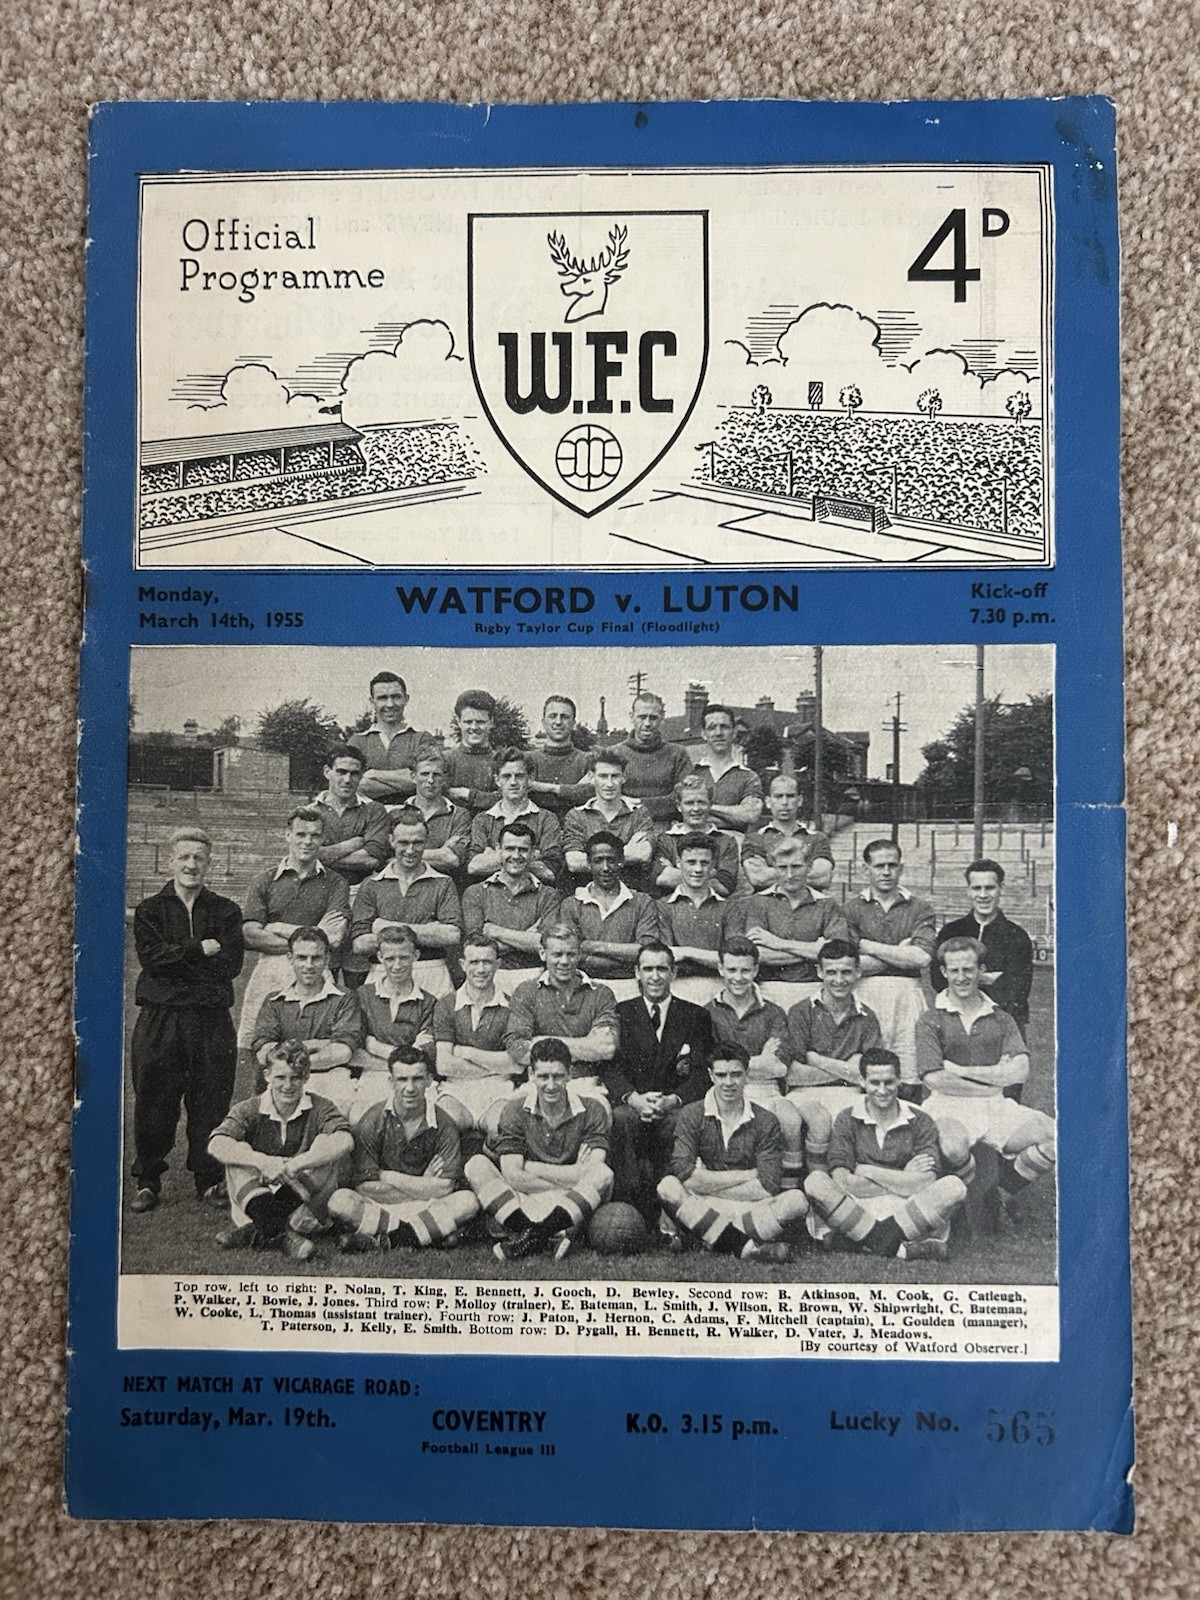 Official
Programme
4D
W.F.C
Monday,
March 14th, 1955
WATFORD v. LUTON
Rigby Taylor Cup Final (Floodlight)
Kick-off
7.30 p.m.
Top row, left to right: P. Nolan, T. King, E. Bennett, J. Gooch, D. Bewley. Second row: B. Atkinson, M. Cook, G. Catleugh,
P. Walker, J. Bowie, J. Jones. Third row: P. Molloy (trainer), E. Bateman, L. Smith, J. Wilson, R. Brown, W. Shipwright, C. Bateman,
W. Cooke, L. Thomas (assistant trainer). Fourth row: J. Paton, J. Hernon, C. Adams, F. Mitchell (captain), L. Goulden (manager),
T. Paterson, J. Kelly, E. Smith. Bottom row: D. Pygall, H. Bennett, R. Walker, D. Vater, J. Meadows.
[By courtesy of Watford Observer.]
NEXT MATCH AT VICARAGE ROAD:
Saturday, Mar. 19th. COVENTRY K.O. 3.15 p.m. Lucky No. 565
Football League III